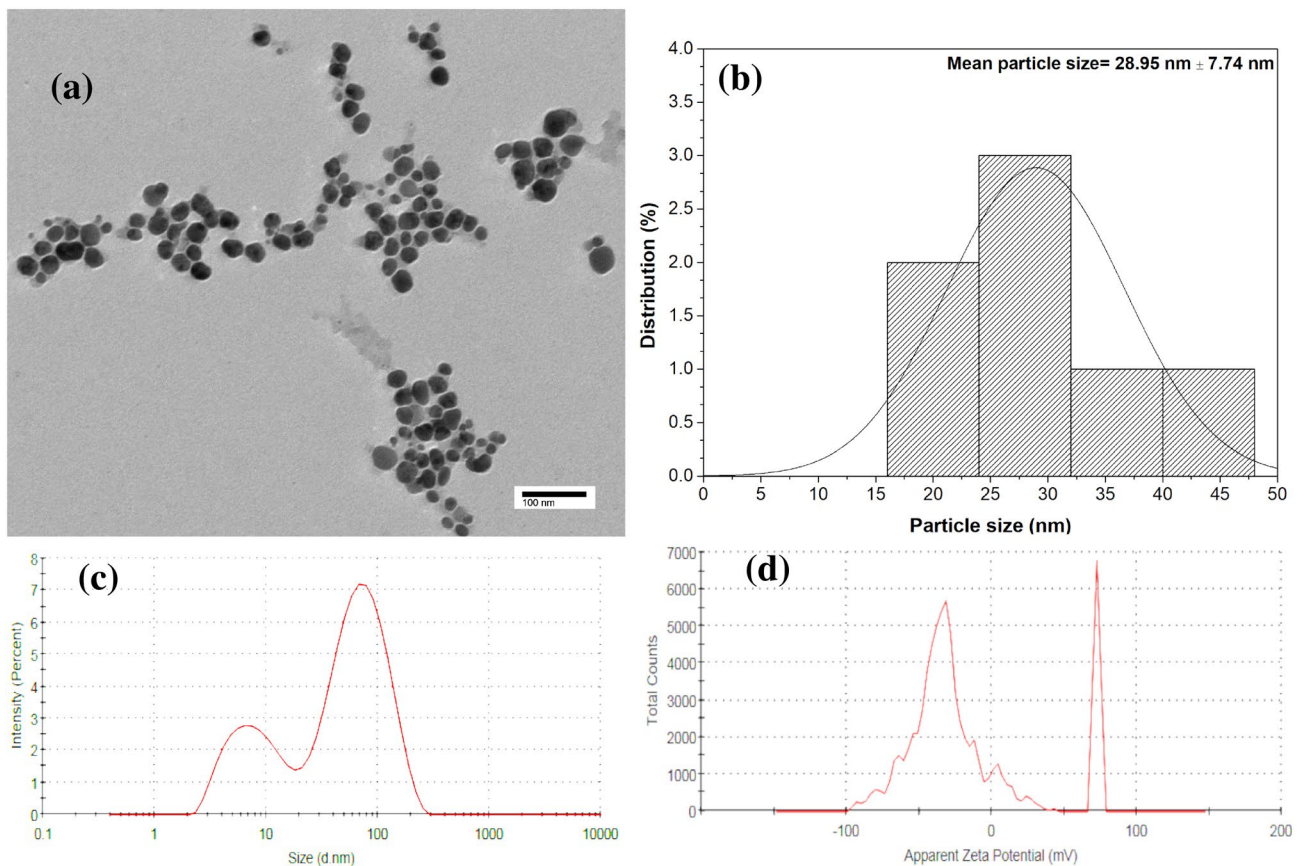 (a)
100 nm
(b)
Mean particle size= 28.95 nm ± 7.74 nm
4.0
3.5
3.0
2.5
2.0
1.5
1.0
0.5
0.0
Distribution (%)
0 5 10 15 20 25 30 35 40 45 50
Particle size (nm)
(c)
8
7
6
5
4
3
2
1
0
Intensity (Percent)
0.1 1 10 100 1000 10000
Size (d.nm)
(d)
7000
6000
5000
4000
3000
2000
1000
0
Total Counts
-100 0 100 200
Apparent Zeta Potential (mV)